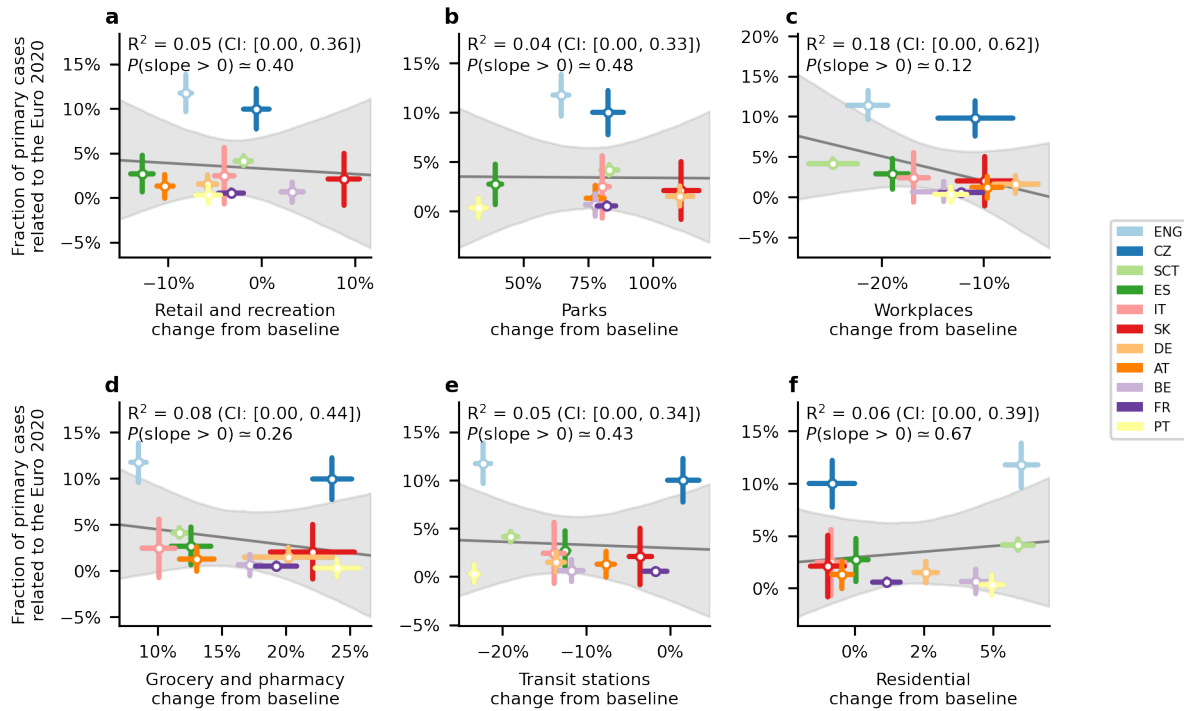 a
R² = 0.05 (CI: [0.00, 0.36])
P(slope > 0) ≃ 0.40
15%
10%
5%
0%
−5%
−10%
0%
10%
Fraction of primary cases
related to the Euro 2020
Retail and recreation
change from baseline
b
R² = 0.04 (CI: [0.00, 0.33])
P(slope > 0) ≃ 0.48
15%
10%
5%
0%
50%
75%
100%
Parks
change from baseline
c
R² = 0.18 (CI: [0.00, 0.62])
P(slope > 0) ≃ 0.12
20%
15%
10%
5%
0%
−5%
−20%
−10%
Workplaces
change from baseline
ENG
CZ
SCT
ES
IT
SK
DE
AT
BE
FR
PT
d
R² = 0.08 (CI: [0.00, 0.44])
P(slope > 0) ≃ 0.26
15%
10%
5%
0%
−5%
10%
15%
20%
25%
Fraction of primary cases
related to the Euro 2020
Grocery and pharmacy
change from baseline
e
R² = 0.05 (CI: [0.00, 0.34])
P(slope > 0) ≃ 0.43
15%
10%
5%
0%
−5%
−20%
−10%
0%
Transit stations
change from baseline
f
R² = 0.06 (CI: [0.00, 0.39])
P(slope > 0) ≃ 0.67
15%
10%
5%
0%
0%
2%
5%
Residential
change from baseline